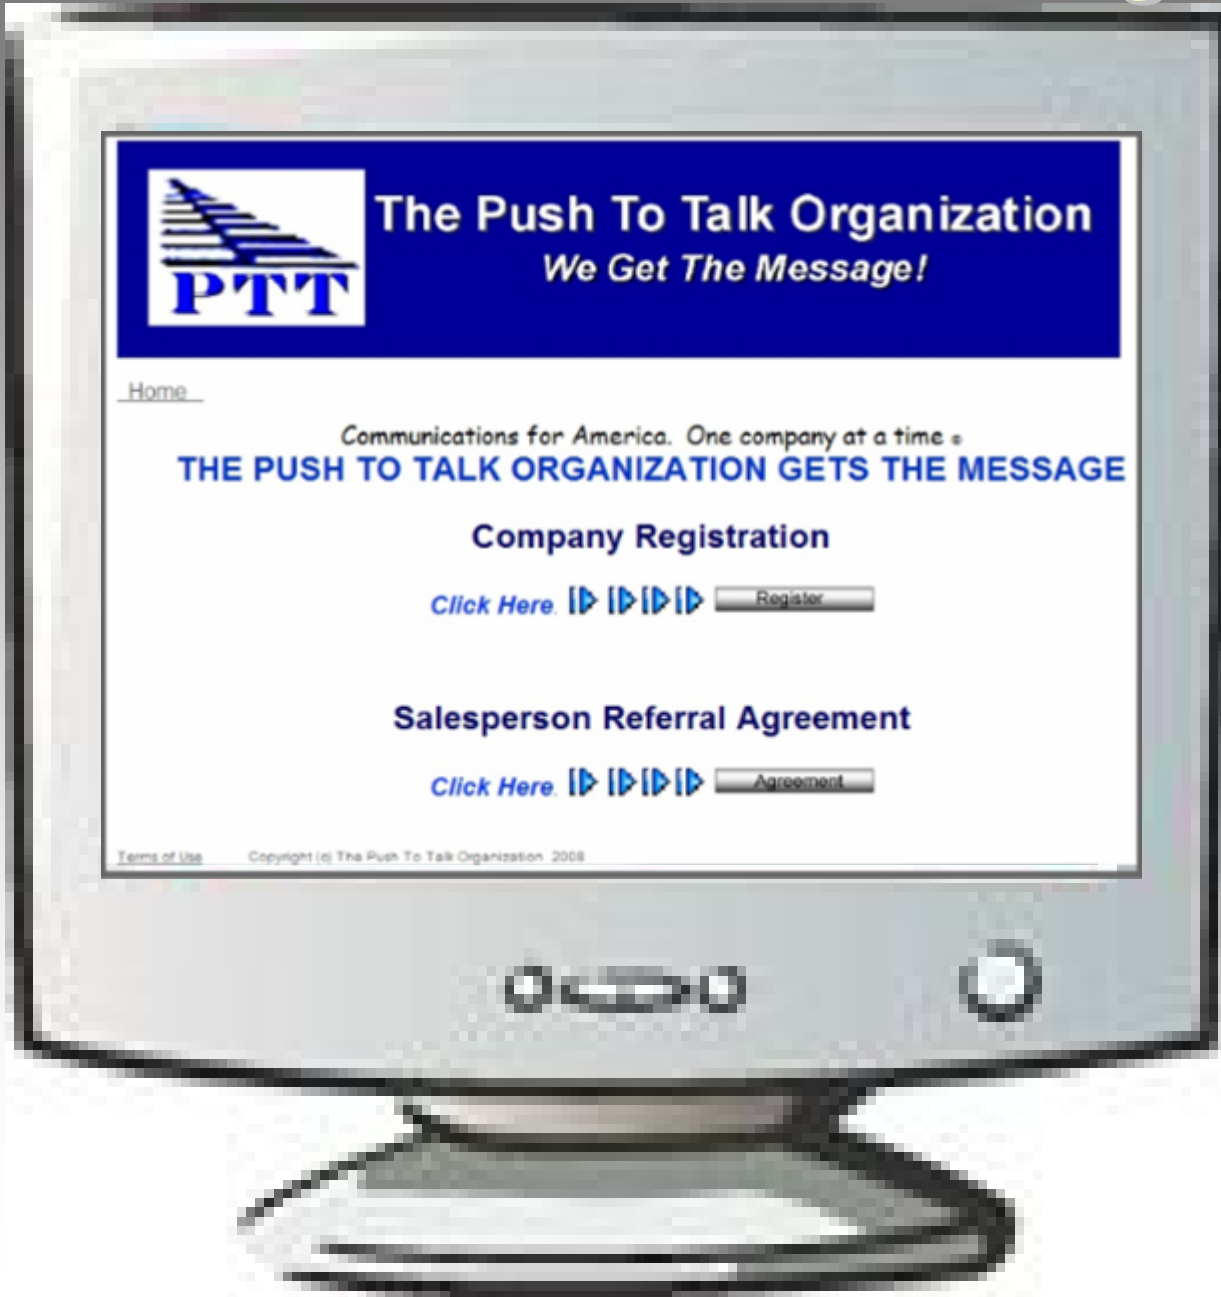 PTT
The Push To Talk Organization
We Get The Message!
Home
Communications for America. One company at a time ®
THE PUSH TO TALK ORGANIZATION GETS THE MESSAGE
Company Registration
Click Here. Register
Salesperson Referral Agreement
Click Here. Agreement
Terms of Use Copyright (c) The Push To Talk Organization 2008